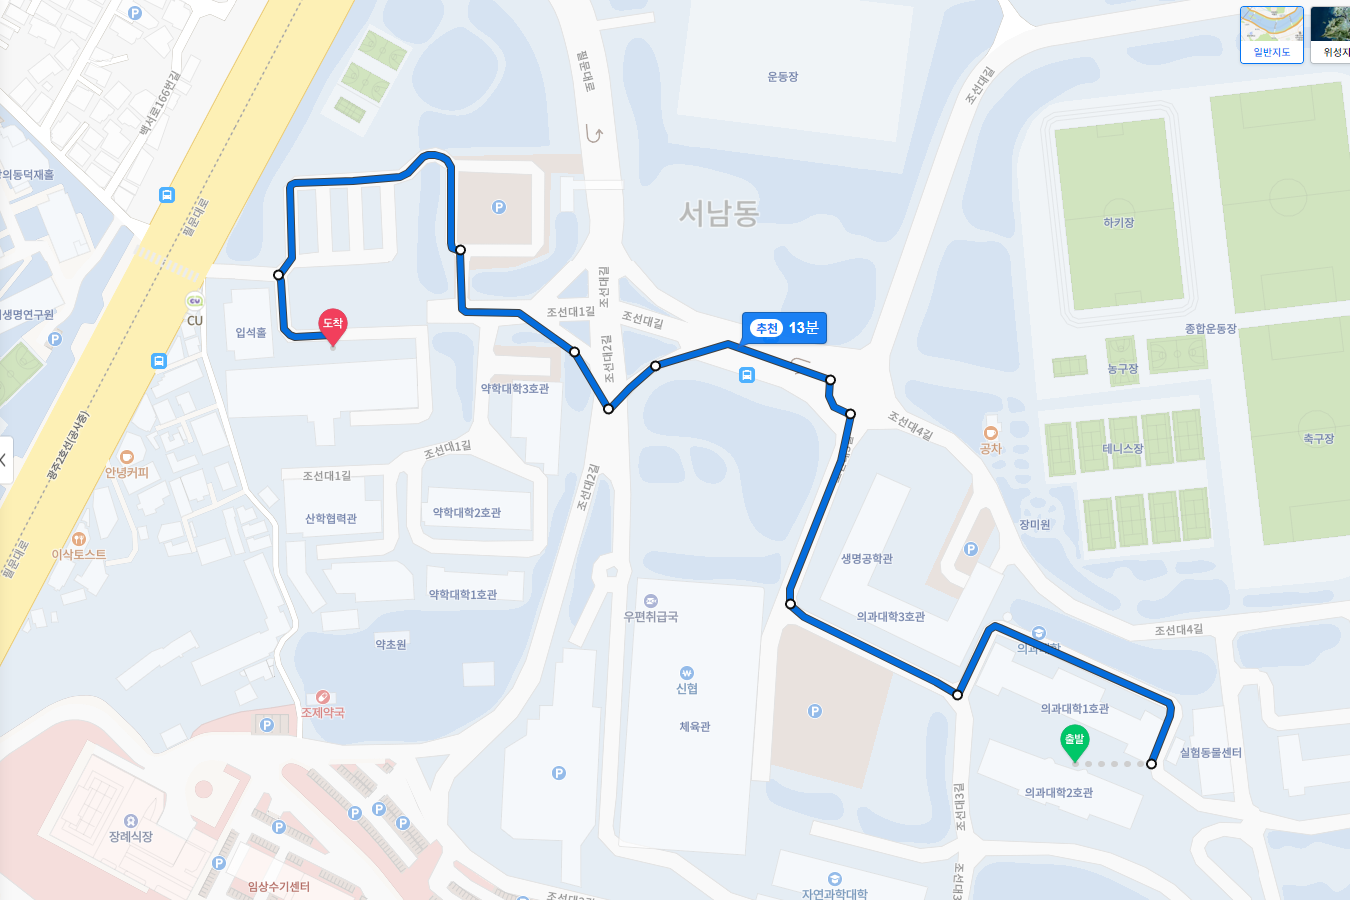 일반지도
위성지
운동장
조선대길
백서로166번길
의동덕재홀
필문대로
서남동
하키장
생명연구원
CU
입석홀
도착
조선대1길
조선대2길
조선대길
조선대2길
추천 13분
종합운동장
농구장
약학대학3호관
조선대4길
공차
테니스장
축구장
광주2호선(공사중)
안녕커피
조선대1길
조선대1길
조선대2길
산학협력관
약학대학2호관
장미원
이삭토스트
필문대로
생명공학관
약학대학1호관
우편취급국
의과대학3호관
조선대4길
약초원
의과대학
신협
조제약국
체육관
의과대학1호관
출발
실험동물센터
의과대학2호관
조선대3길
장례식장
임상수기센터
자연과학대학